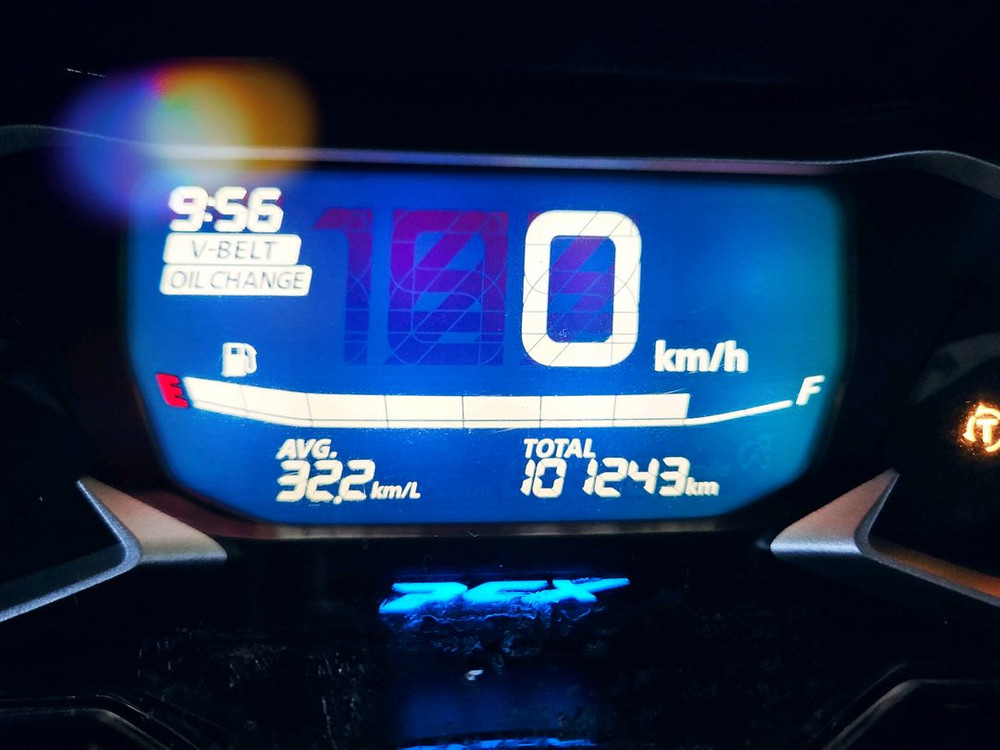 9:56
V-BELT
OIL CHANGE
0 km/h
E F
AVG. TOTAL
32.2 km/L 101243 km
PCX
T